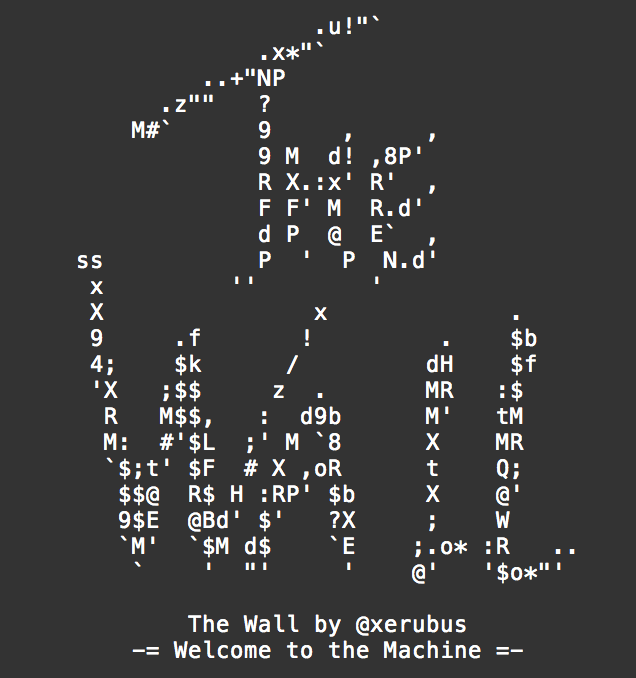 .u!"`
.x*"`
..+"NP
.z""    ?
M#`      9      ,     ,
9 M  d! ,8P'
R X.:x' R'  ,
F F' M  R.d'
d P  @  E`  ,
ss           P  '  P  N.d'
x         ''        '
X               x             .
9     .f       !         .    $b
4;    $k      /         dH    $f
'X   ;$$     z  .       MR   :$
R   M$$,   :  d9b      M'   tM
M:  #'$L  ;' M `8      X    MR
`$;t' $F  # X ,oR      t    Q;
$$@  R$ H :RP' $b     X    @'
9$E  @Bd' $'   ?X     ;    W
`M'  `$M d$    `E    ;.o* :R   ..
`    '  "'     '    @'    '$o*"'
The Wall by @xerubus
-= Welcome to the Machine =-